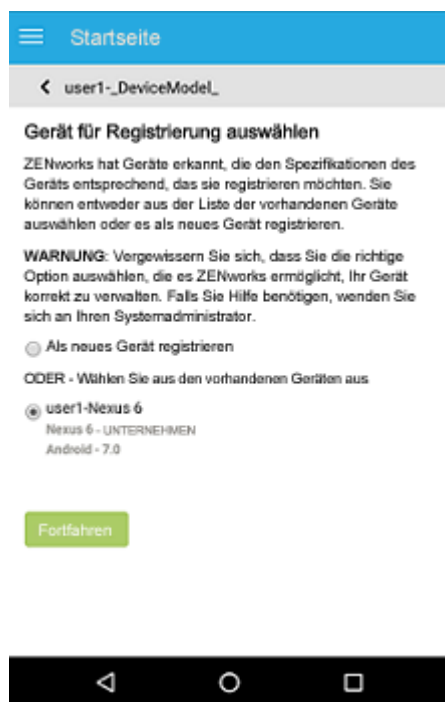 Startseite
user1-_DeviceModel_
Gerät für Registrierung auswählen
ZENworks hat Geräte erkannt, die den Spezifikationen des
Geräts entsprechend, das sie registrieren möchten. Sie
können entweder aus der Liste der vorhandenen Geräte
auswählen oder es als neues Gerät registrieren.
WARNUNG: Vergewissern Sie sich, dass Sie die richtige
Option auswählen, die es ZENworks ermöglicht, Ihr Gerät
korrekt zu verwalten. Falls Sie Hilfe benötigen, wenden Sie
sich an Ihren Systemadministrator.
Als neues Gerät registrieren
ODER - Wählen Sie aus den vorhandenen Geräten aus
user1-Nexus 6
Nexus 6 - UNTERNEHMEN
Android - 7.0
Fortfahren